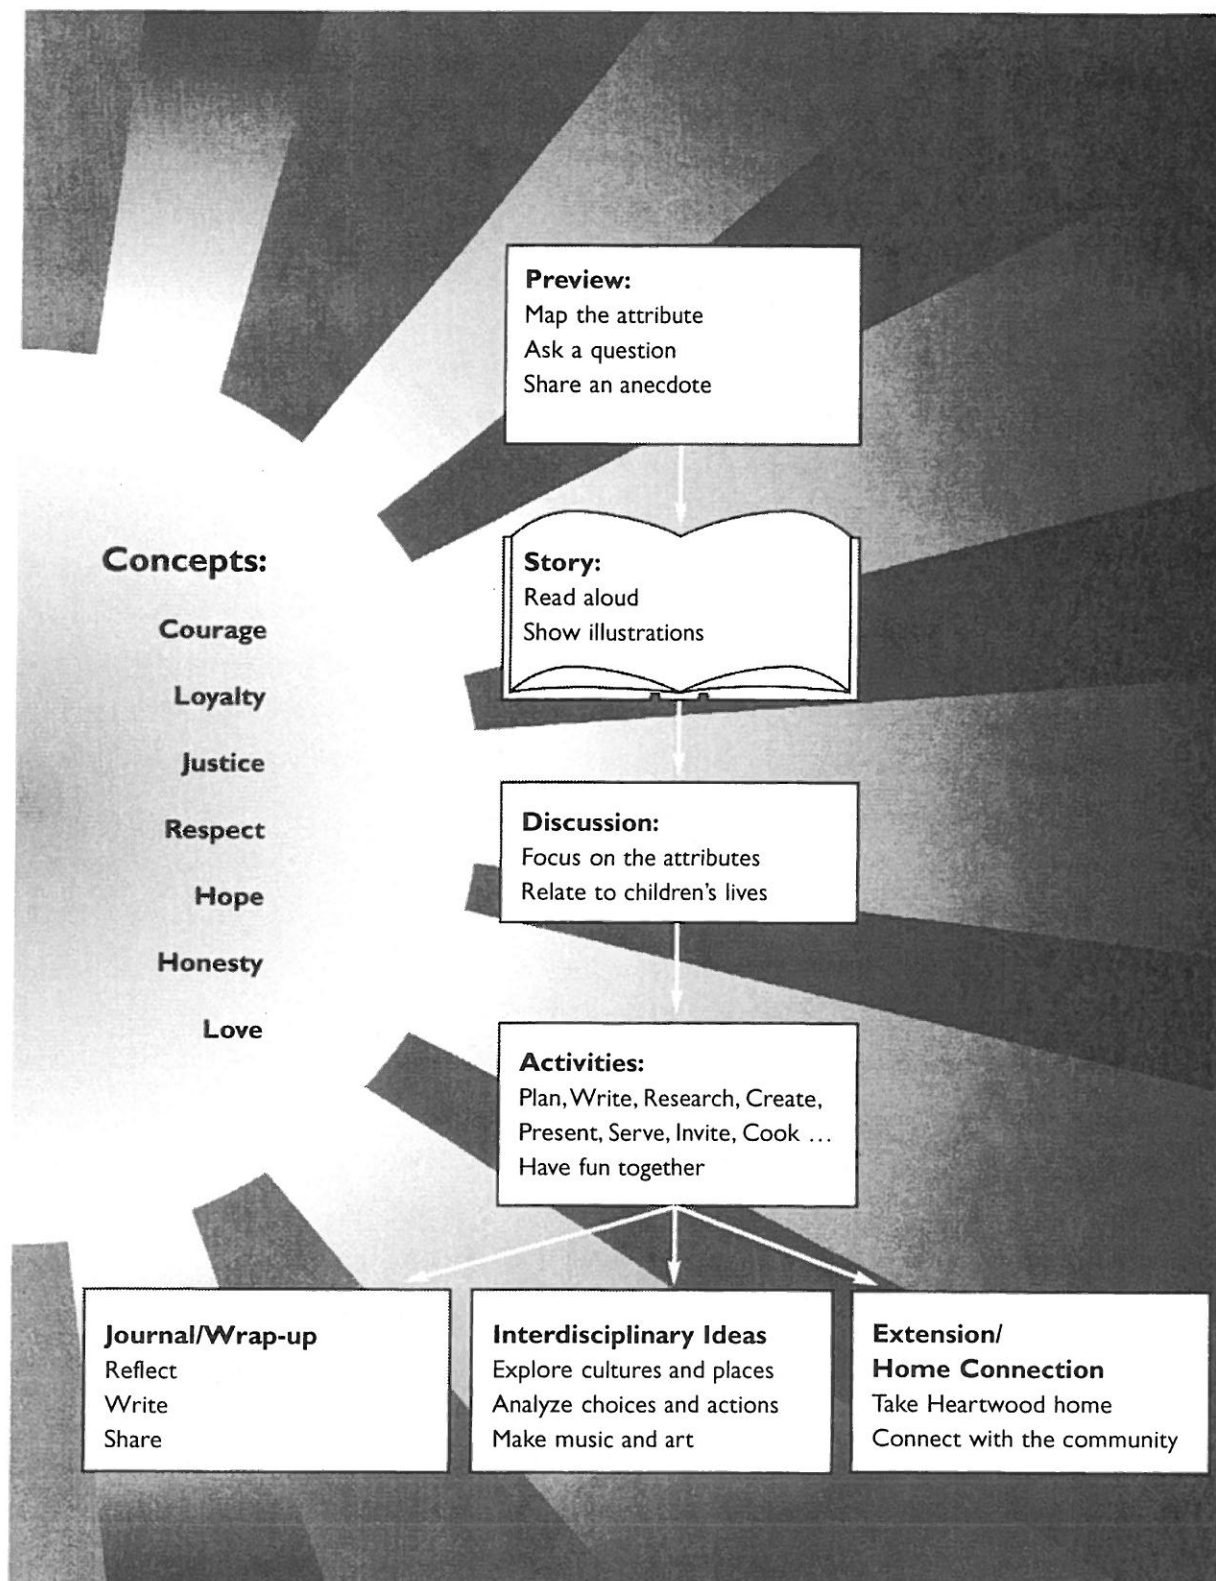 Concepts:
Courage
Loyalty
Justice
Respect
Hope
Honesty
Love
Preview:
Map the attribute
Ask a question
Share an anecdote
Story:
Read aloud
Show illustrations
Discussion:
Focus on the attributes
Relate to children's lives
Activities:
Plan, Write, Research, Create,
Present, Serve, Invite, Cook …
Have fun together
Journal/Wrap-up
Reflect
Write
Share
Interdisciplinary Ideas
Explore cultures and places
Analyze choices and actions
Make music and art
Extension/
Home Connection
Take Heartwood home
Connect with the community